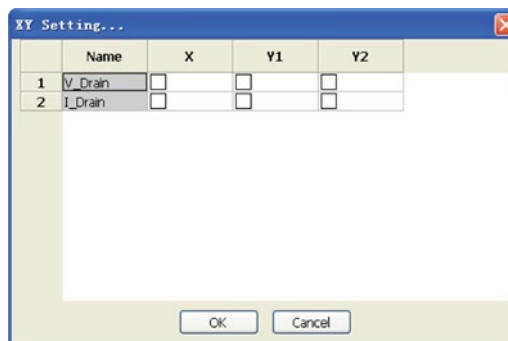 XY Setting...
Name X Y1 Y2
1 V_Drain
2 I_Drain
OK Cancel